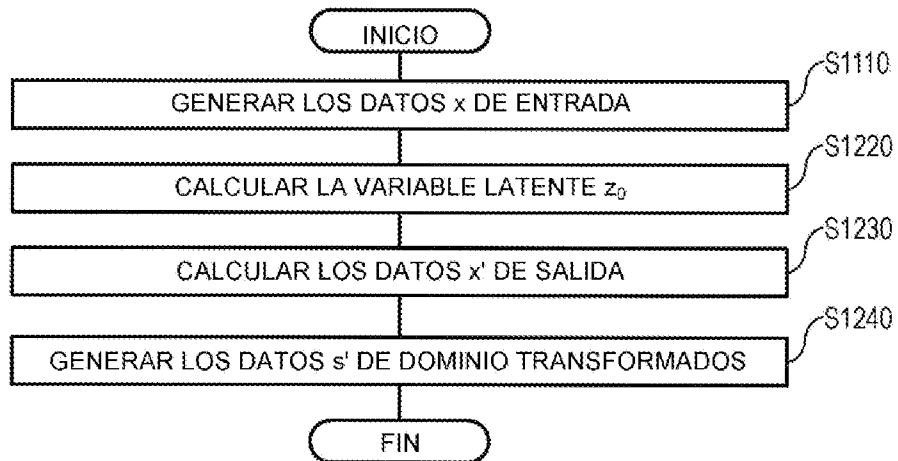 INICIO
S1110
GENERAR LOS DATOS x DE ENTRADA
S1220
CALCULAR LA VARIABLE LATENTE z₀
S1230
CALCULAR LOS DATOS x' DE SALIDA
S1240
GENERAR LOS DATOS s' DE DOMINIO TRANSFORMADOS
FIN